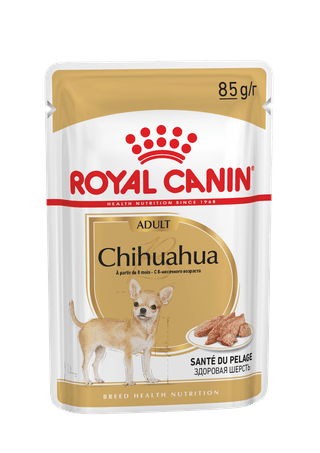 85 g/r
ROYAL CANIN
HEALTH NUTRITION SINCE 1968
ADULT
Chihuahua
A partir de 8 mois - С 8-месячного возраста
SANTÉ DU PELAGE
ЗДОРОВАЯ ШЕРСТЬ
BREED HEALTH NUTRITION